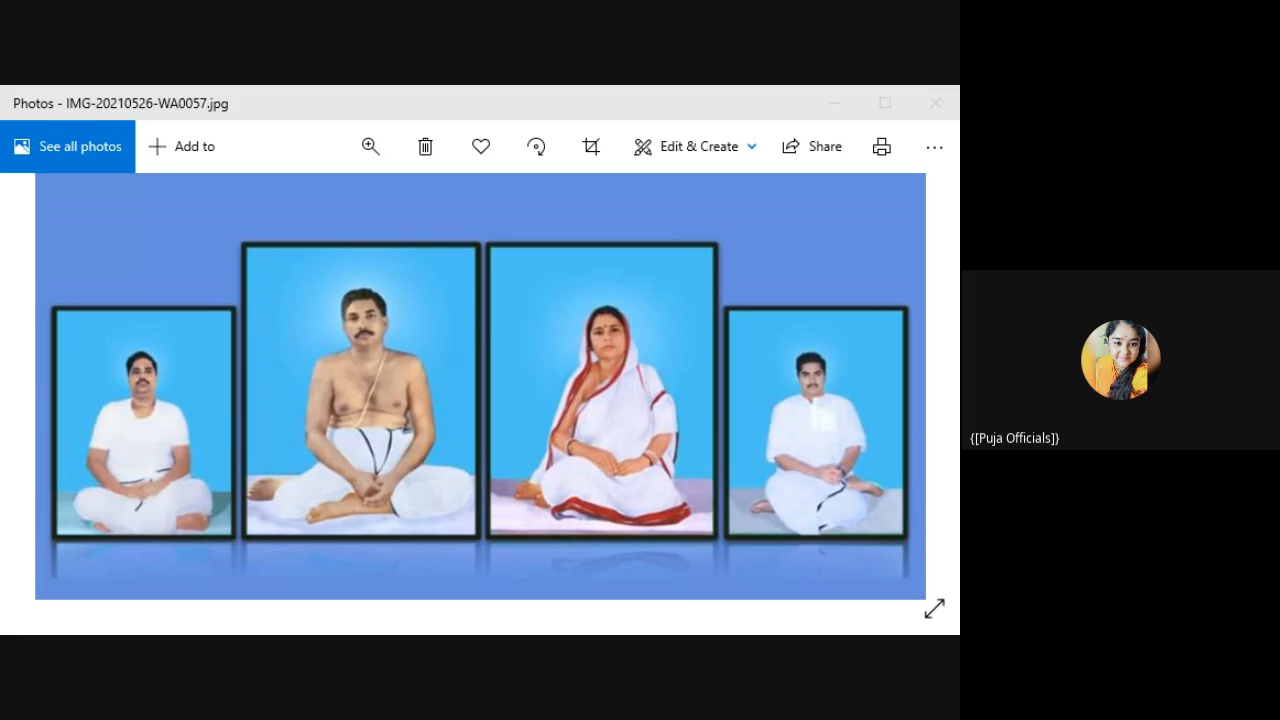 Photos - IMG-20210526-WA0057.jpg
See all photos
Add to
Edit & Create
Share
{[Puja Officials]}